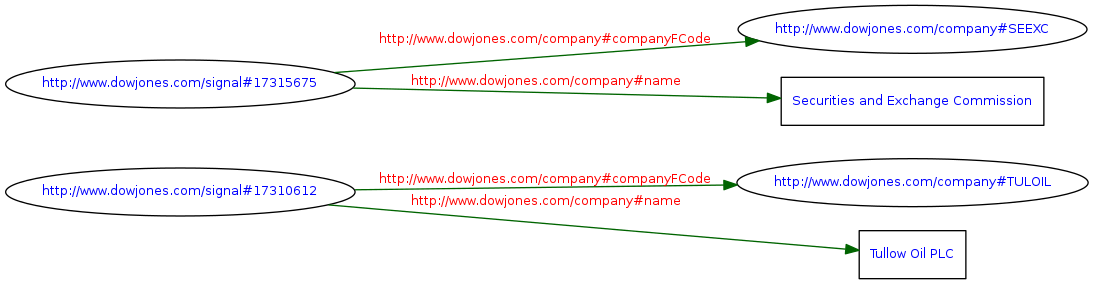 http://www.dowjones.com/company#SEEXC
http://www.dowjones.com/company#companyFCode
http://www.dowjones.com/signal#17315675
http://www.dowjones.com/company#name
Securities and Exchange Commission
http://www.dowjones.com/company#companyFCode
http://www.dowjones.com/company#TULOIL
http://www.dowjones.com/signal#17310612
http://www.dowjones.com/company#name
Tullow Oil PLC